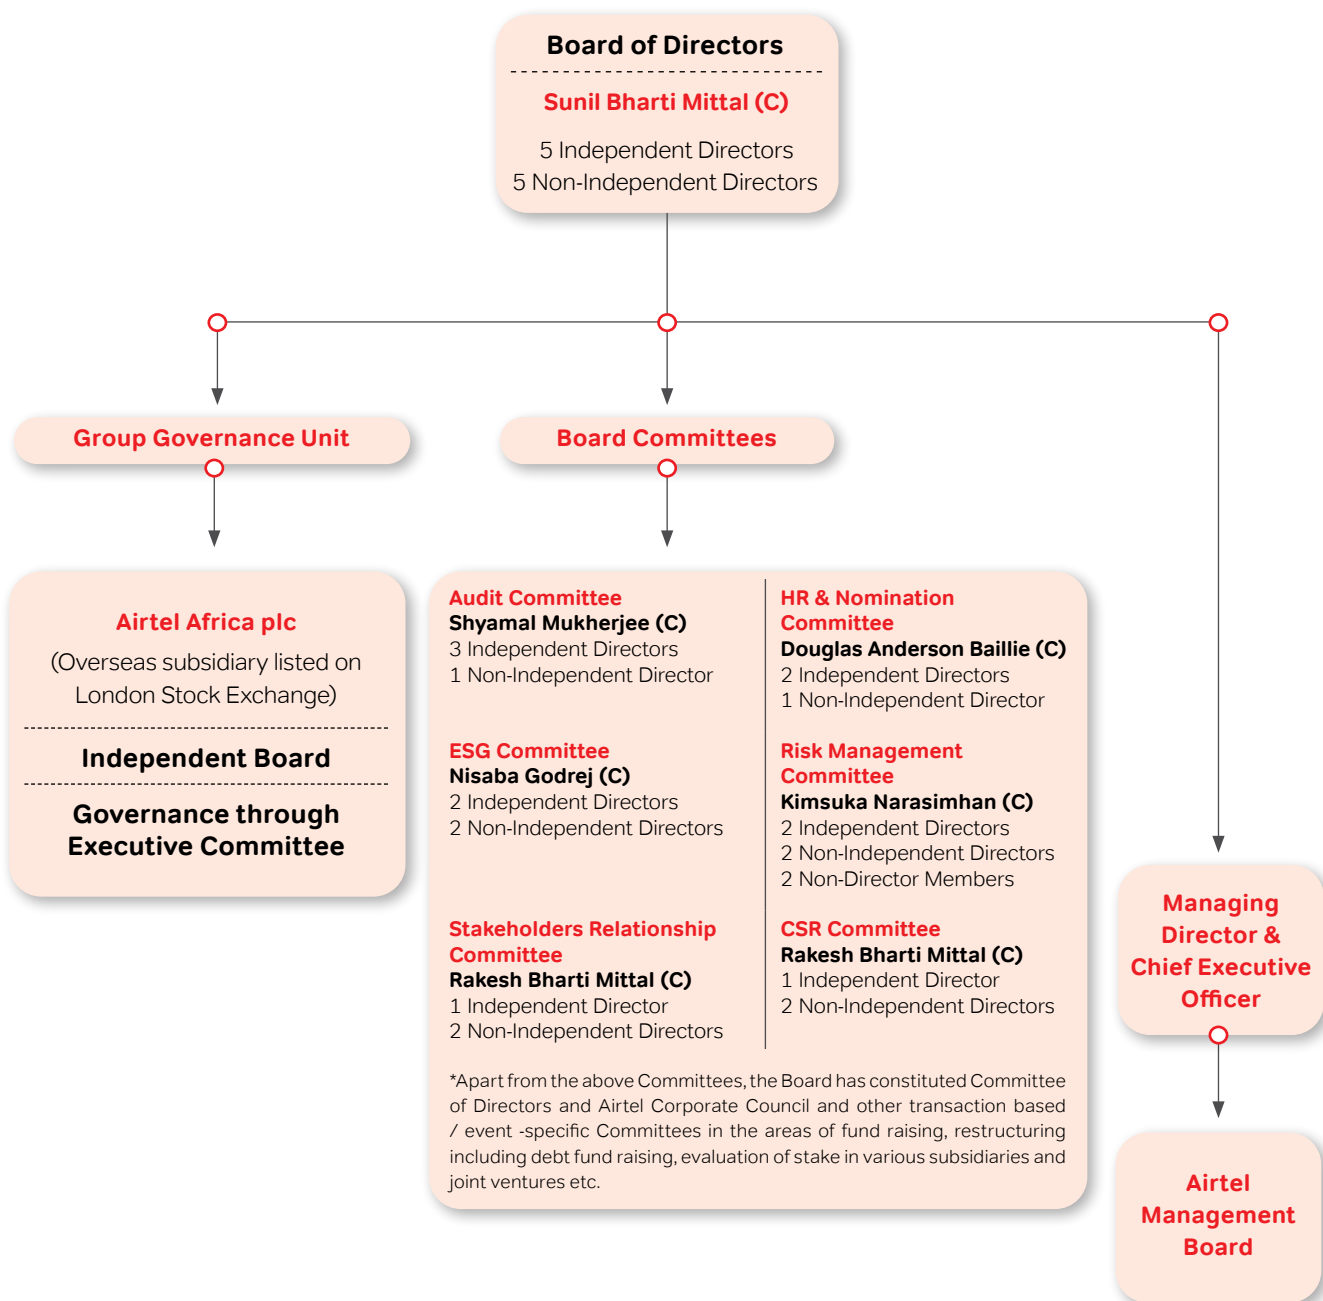 Board of Directors
Sunil Bharti Mittal (C)
5 Independent Directors
5 Non-Independent Directors
Group Governance Unit
Airtel Africa plc
(Overseas subsidiary listed on
London Stock Exchange)
Independent Board
Governance through
Executive Committee
Board Committees
Audit Committee
Shyamal Mukherjee (C)
3 Independent Directors
1 Non-Independent Director
HR & Nomination
Committee
Douglas Anderson Baillie (C)
2 Independent Directors
1 Non-Independent Director
ESG Committee
Nisaba Godrej (C)
2 Independent Directors
2 Non-Independent Directors
Risk Management
Committee
Kimsuka Narasimhan (C)
2 Independent Directors
2 Non-Independent Directors
2 Non-Director Members
Stakeholders Relationship
Committee
Rakesh Bharti Mittal (C)
1 Independent Director
2 Non-Independent Directors
CSR Committee
Rakesh Bharti Mittal (C)
1 Independent Director
2 Non-Independent Directors
*Apart from the above Committees, the Board has constituted Committee
of Directors and Airtel Corporate Council and other transaction based
/ event -specific Committees in the areas of fund raising, restructuring
including debt fund raising, evaluation of stake in various subsidiaries and
joint ventures etc.
Managing
Director &
Chief Executive
Officer
Airtel
Management
Board